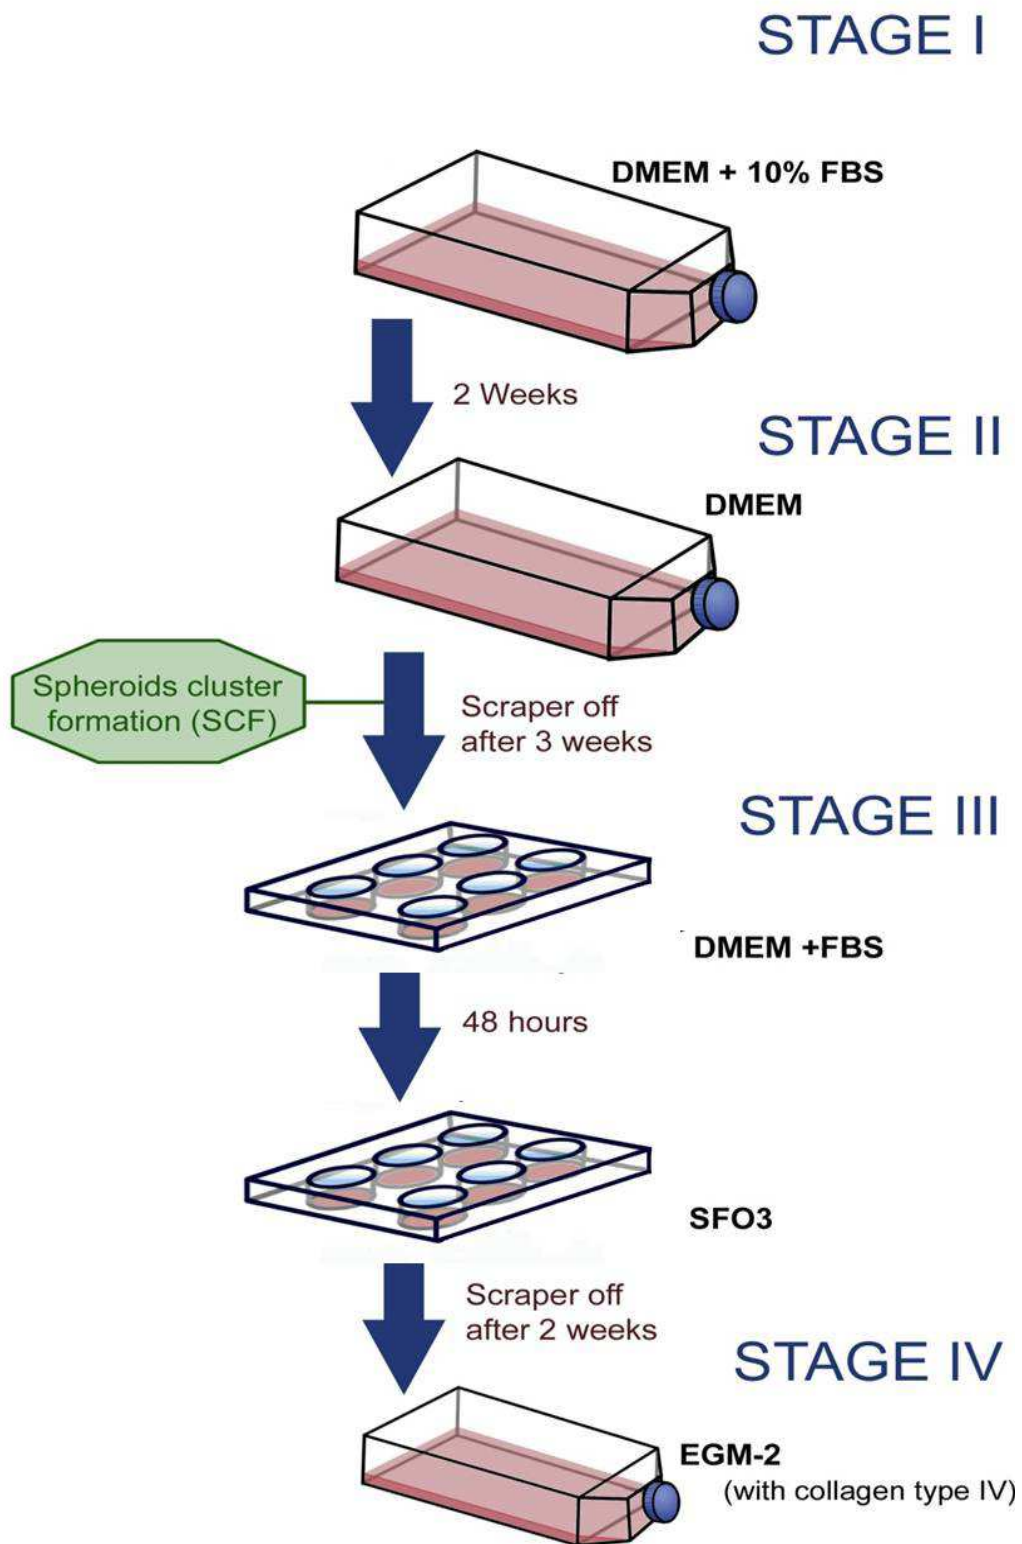 STAGE I
DMEM + 10% FBS
2 Weeks
STAGE II
DMEM
Spheroids cluster
formation (SCF)
Scraper off
after 3 weeks
STAGE III
DMEM +FBS
48 hours
SFO3
Scraper off
after 2 weeks
STAGE IV
EGM-2
(with collagen type IV)